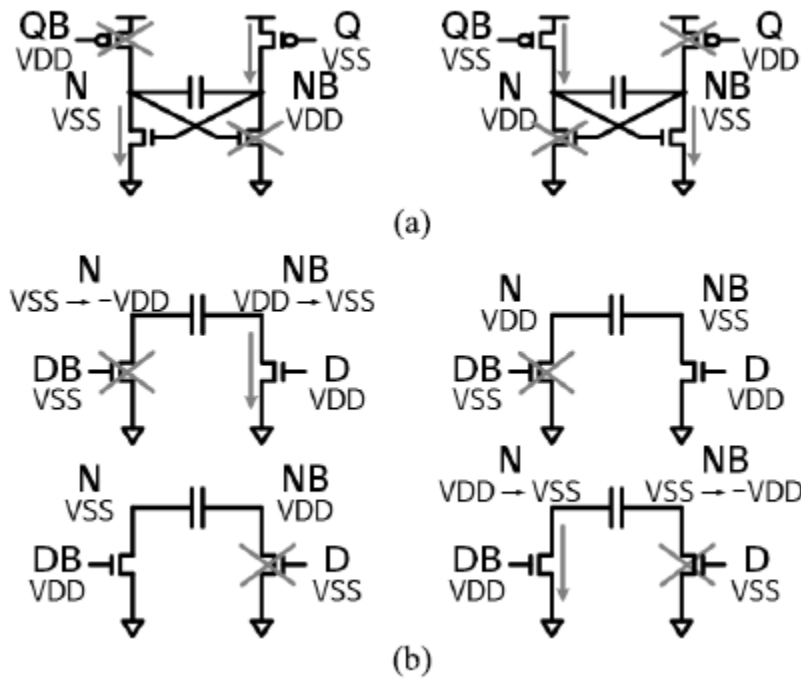 QB Q QB Q
VDD VSS VSS VDD
N NB N NB
VSS VDD VDD VSS
(a)
N NB N NB
VSS → -VDD VDD → VSS VDD VSS
DB D DB D
VSS VDD VSS VDD
N NB N NB
VSS VDD VDD → VSS VSS → -VDD
DB D DB D
VDD VSS VDD VSS
(b)